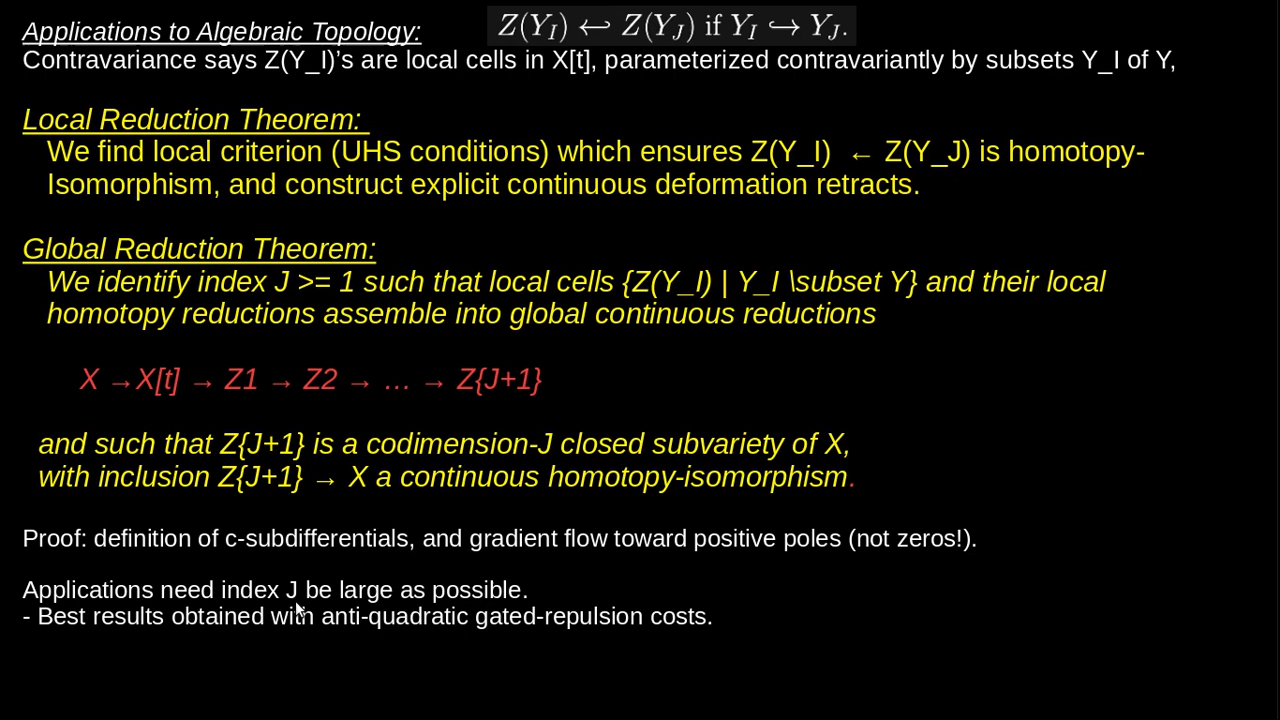 Applications to Algebraic Topology:
Z(Y_I) ↩ Z(Y_J) if Y_I ↪ Y_J.
Contravariance says Z(Y_I)'s are local cells in X[t], parameterized contravariantly by subsets Y_I of Y,
Local Reduction Theorem:
We find local criterion (UHS conditions) which ensures Z(Y_I) ← Z(Y_J) is homotopy-
Isomorphism, and construct explicit continuous deformation retracts.
Global Reduction Theorem:
We identify index J >= 1 such that local cells {Z(Y_I) | Y_I \subset Y} and their local
homotopy reductions assemble into global continuous reductions
X →X[t] → Z1 → Z2 → … → Z{J+1}
and such that Z{J+1} is a codimension-J closed subvariety of X,
with inclusion Z{J+1} → X a continuous homotopy-isomorphism.
Proof: definition of c-subdifferentials, and gradient flow toward positive poles (not zeros!).
Applications need index J be large as possible.
- Best results obtained with anti-quadratic gated-repulsion costs.